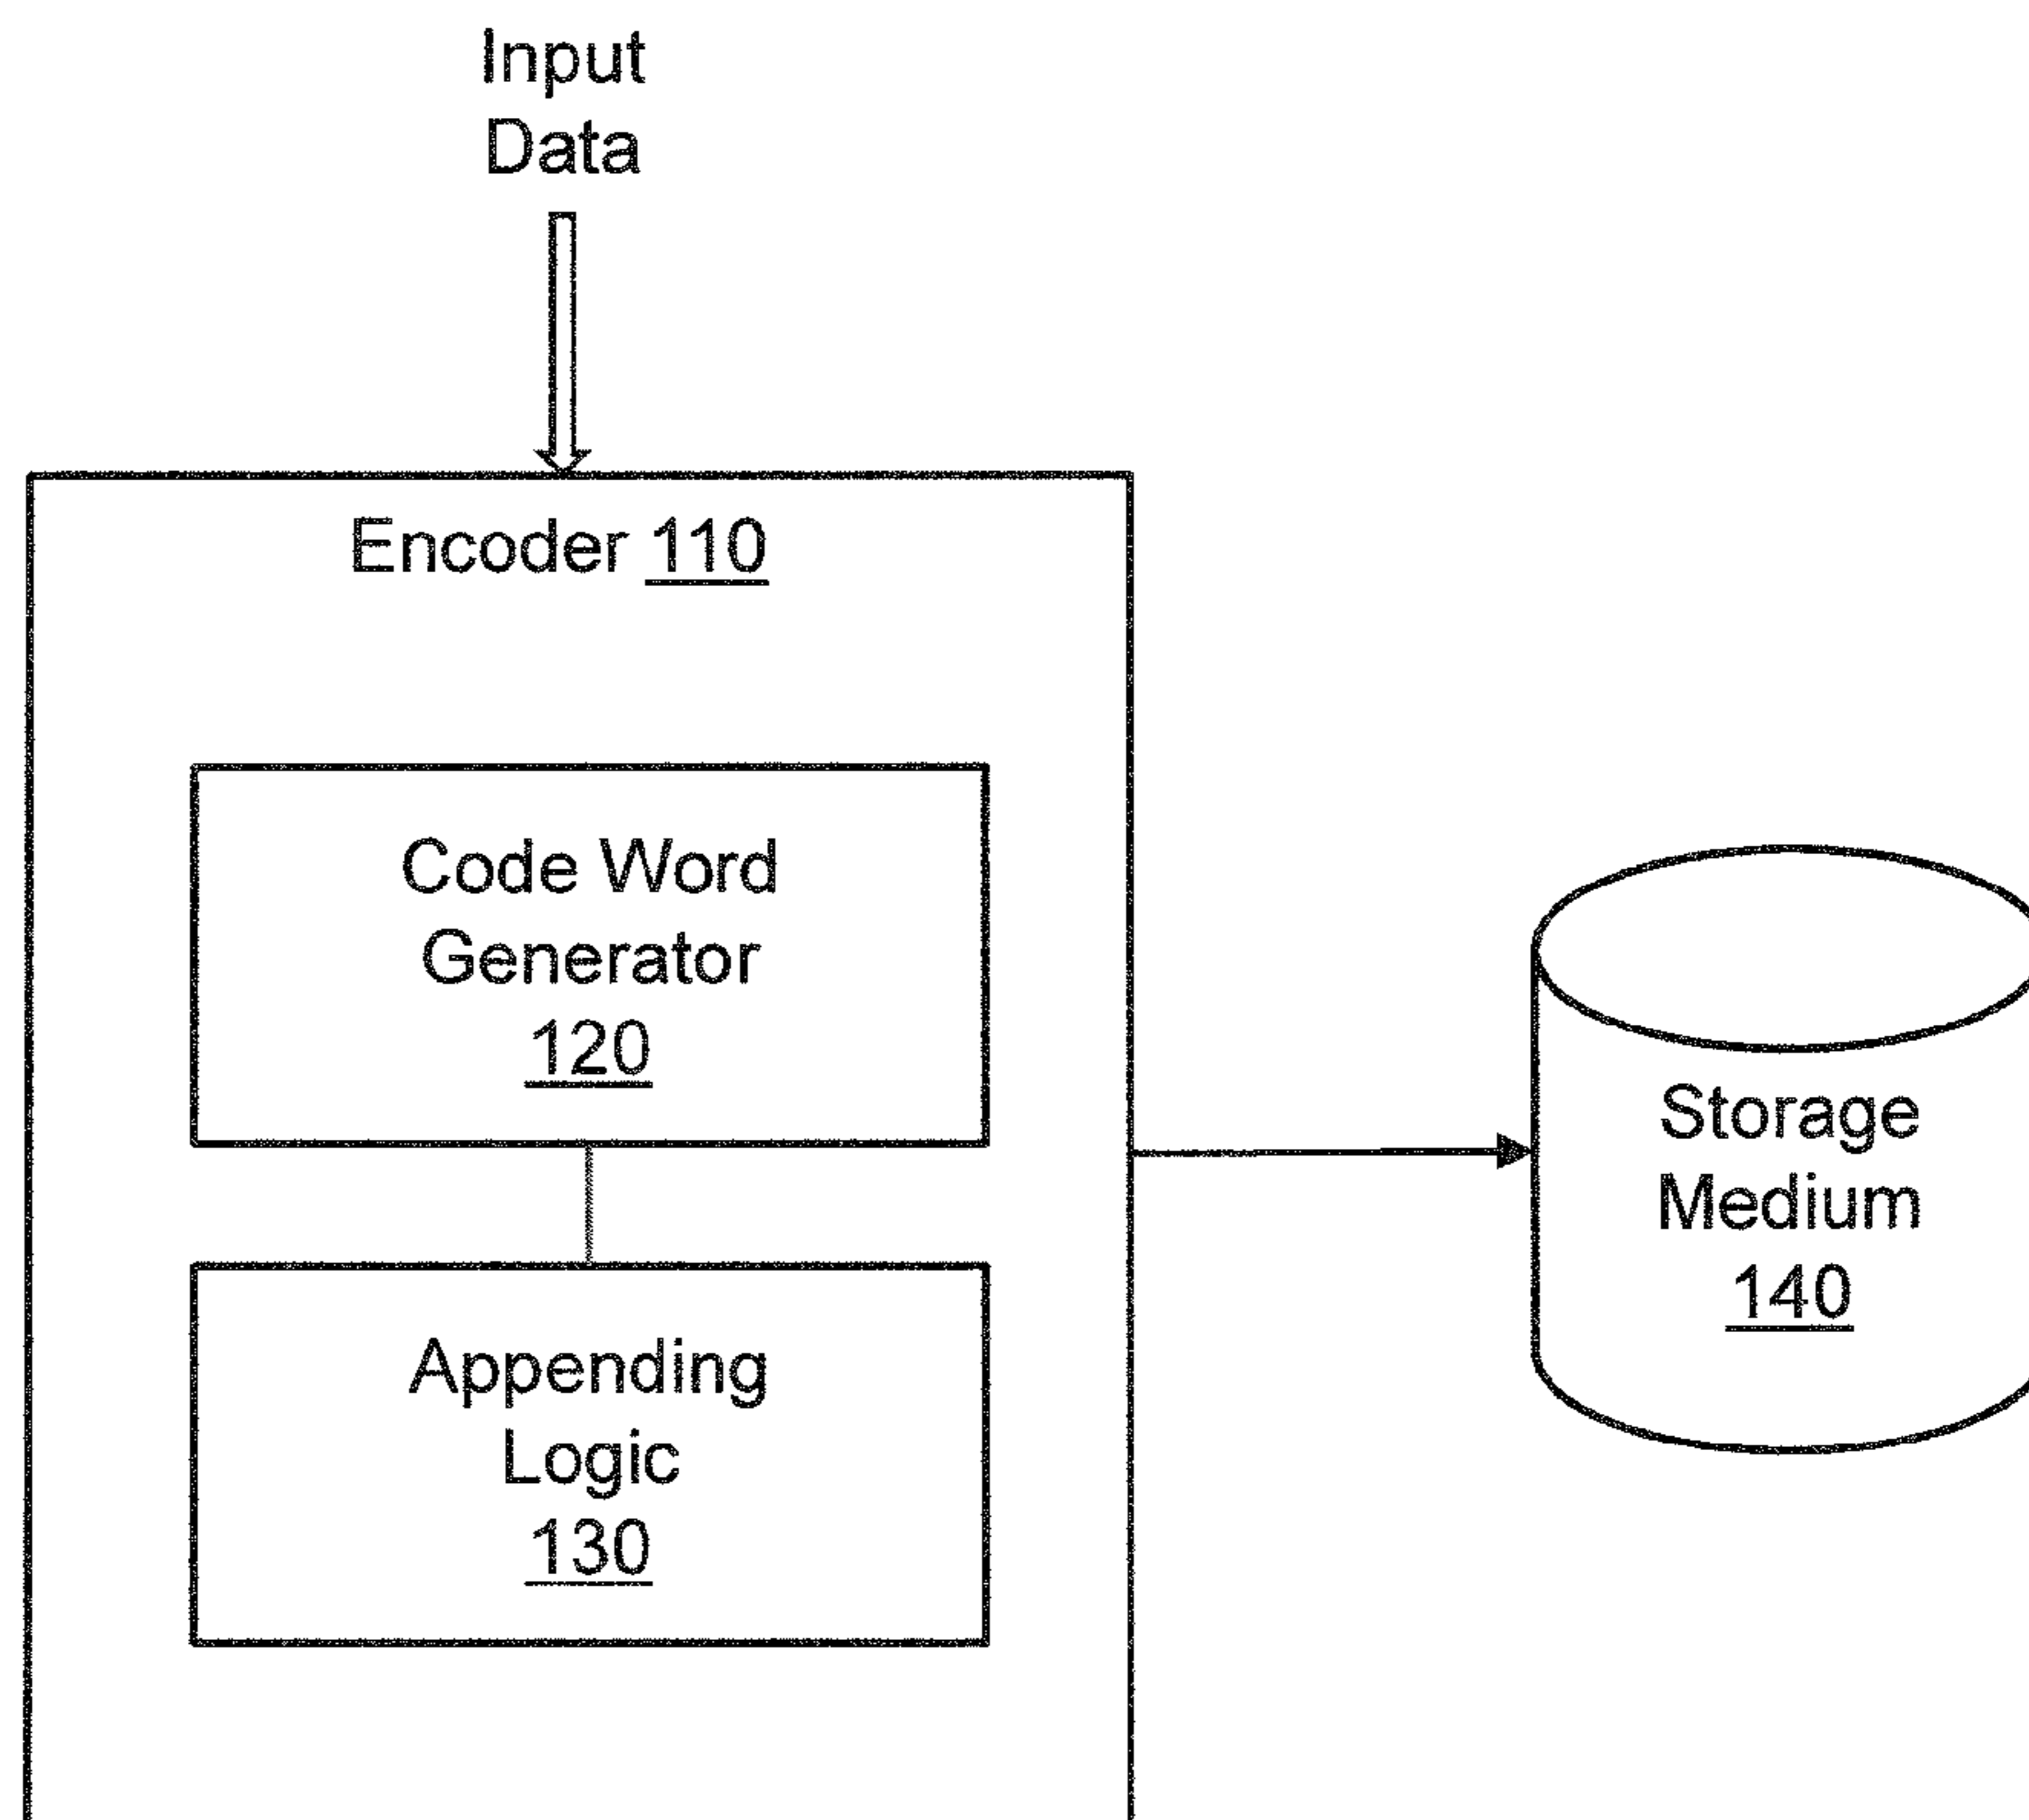 Input
Data
Encoder 110
Code Word
Generator
120
Appending
Logic
130
Storage
Medium
140